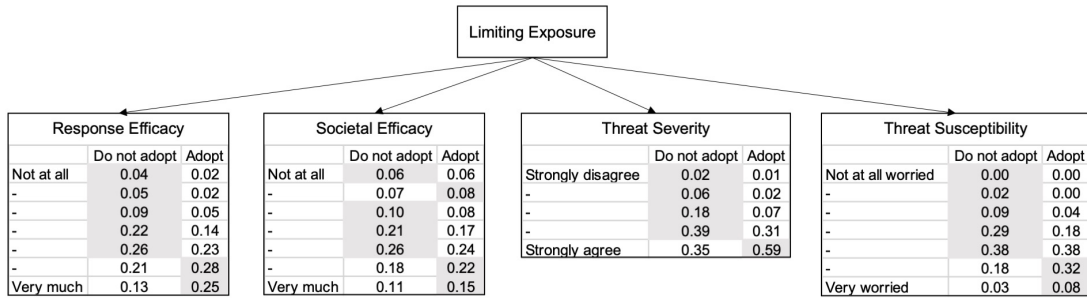 Limiting Exposure
Response Efficacy
Do not adopt Adopt
Not at all 0.04 0.02
- 0.05 0.02
- 0.09 0.05
- 0.22 0.14
- 0.26 0.23
- 0.21 0.28
Very much 0.13 0.25
Societal Efficacy
Do not adopt Adopt
Not at all 0.06 0.06
- 0.07 0.08
- 0.10 0.08
- 0.21 0.17
- 0.26 0.24
- 0.18 0.22
Very much 0.11 0.15
Threat Severity
Do not adopt Adopt
Strongly disagree 0.02 0.01
- 0.06 0.02
- 0.18 0.07
- 0.39 0.31
Strongly agree 0.35 0.59
Threat Susceptibility
Do not adopt Adopt
Not at all worried 0.00 0.00
- 0.02 0.00
- 0.09 0.04
- 0.29 0.18
- 0.38 0.38
- 0.18 0.32
Very worried 0.03 0.08